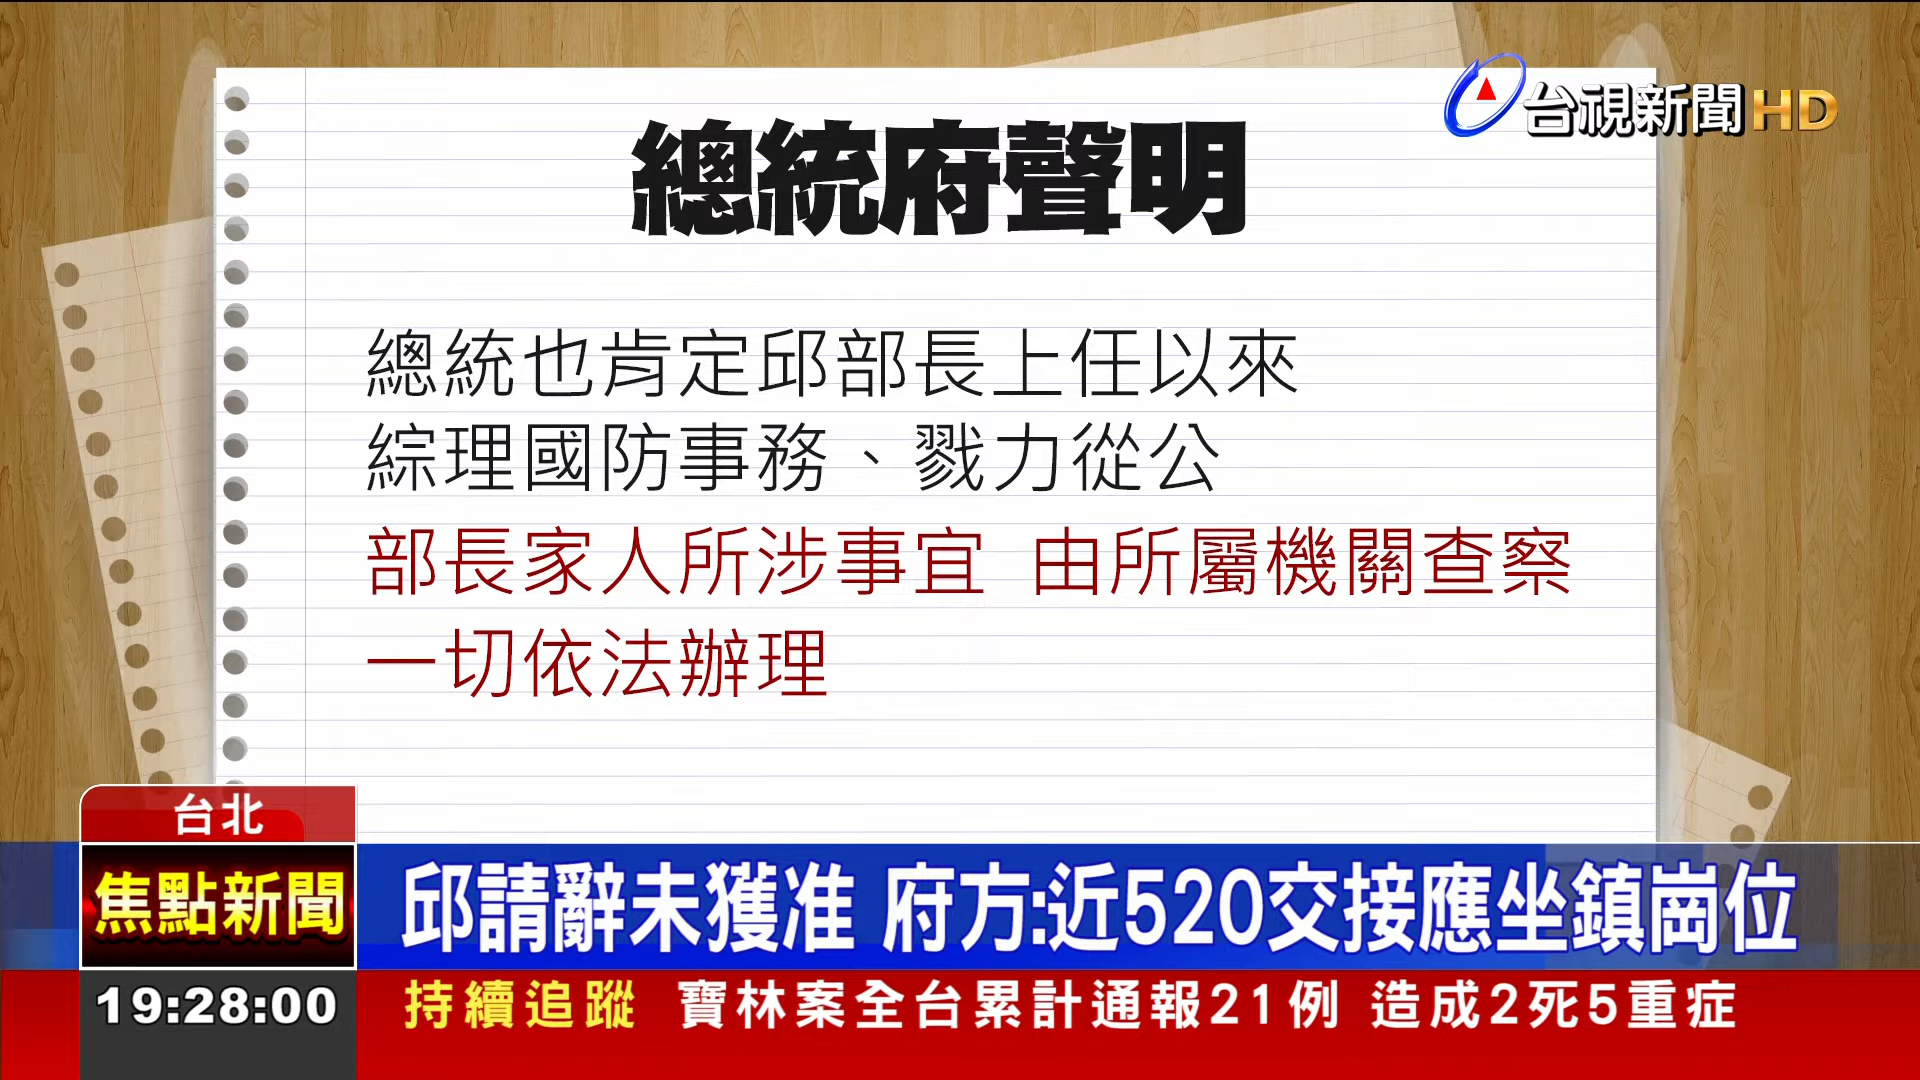 台視新聞HD
總統府聲明
總統也肯定邱部長上任以來
綜理國防事務、戮力從公
部長家人所涉事宜 由所屬機關查察
一切依法辦理
台北
焦點新聞
邱請辭未獲准 府方:近520交接應坐鎮崗位
19:28:00
持續追蹤 寶林案全台累計通報21例 造成2死5重症